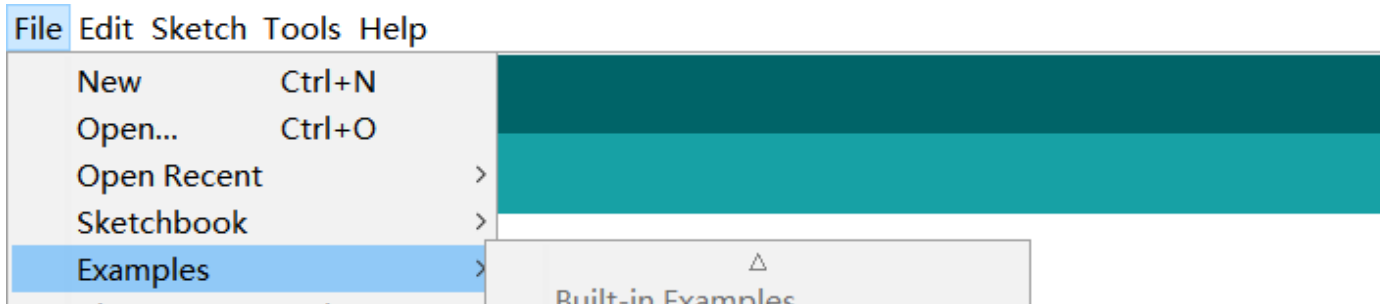 File Edit Sketch Tools Help
New Ctrl+N
Open... Ctrl+O
Open Recent
Sketchbook
Examples
Built-in Examples